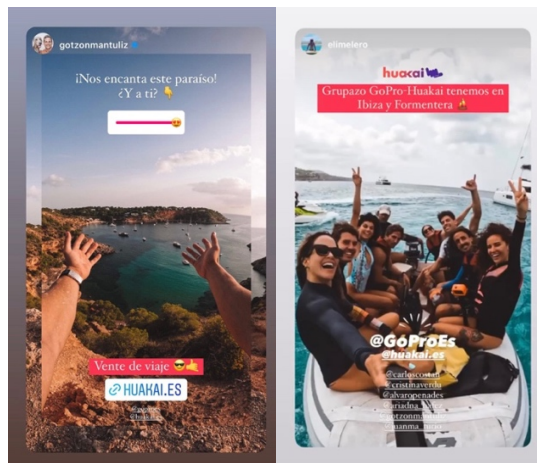 gotzonmantuliz
¡Nos encanta este paraíso!
¿Y a ti? 👇
Vente de viaje 😎🤙
HUAKAI.ES
elimelero
huakai
Grupazo GoPro-Huakai tenemos en
Ibiza y Formentera 🔥
@GoProEs
@huakai.es
@carloscostan
@cristinaverdu
@alvaropenades